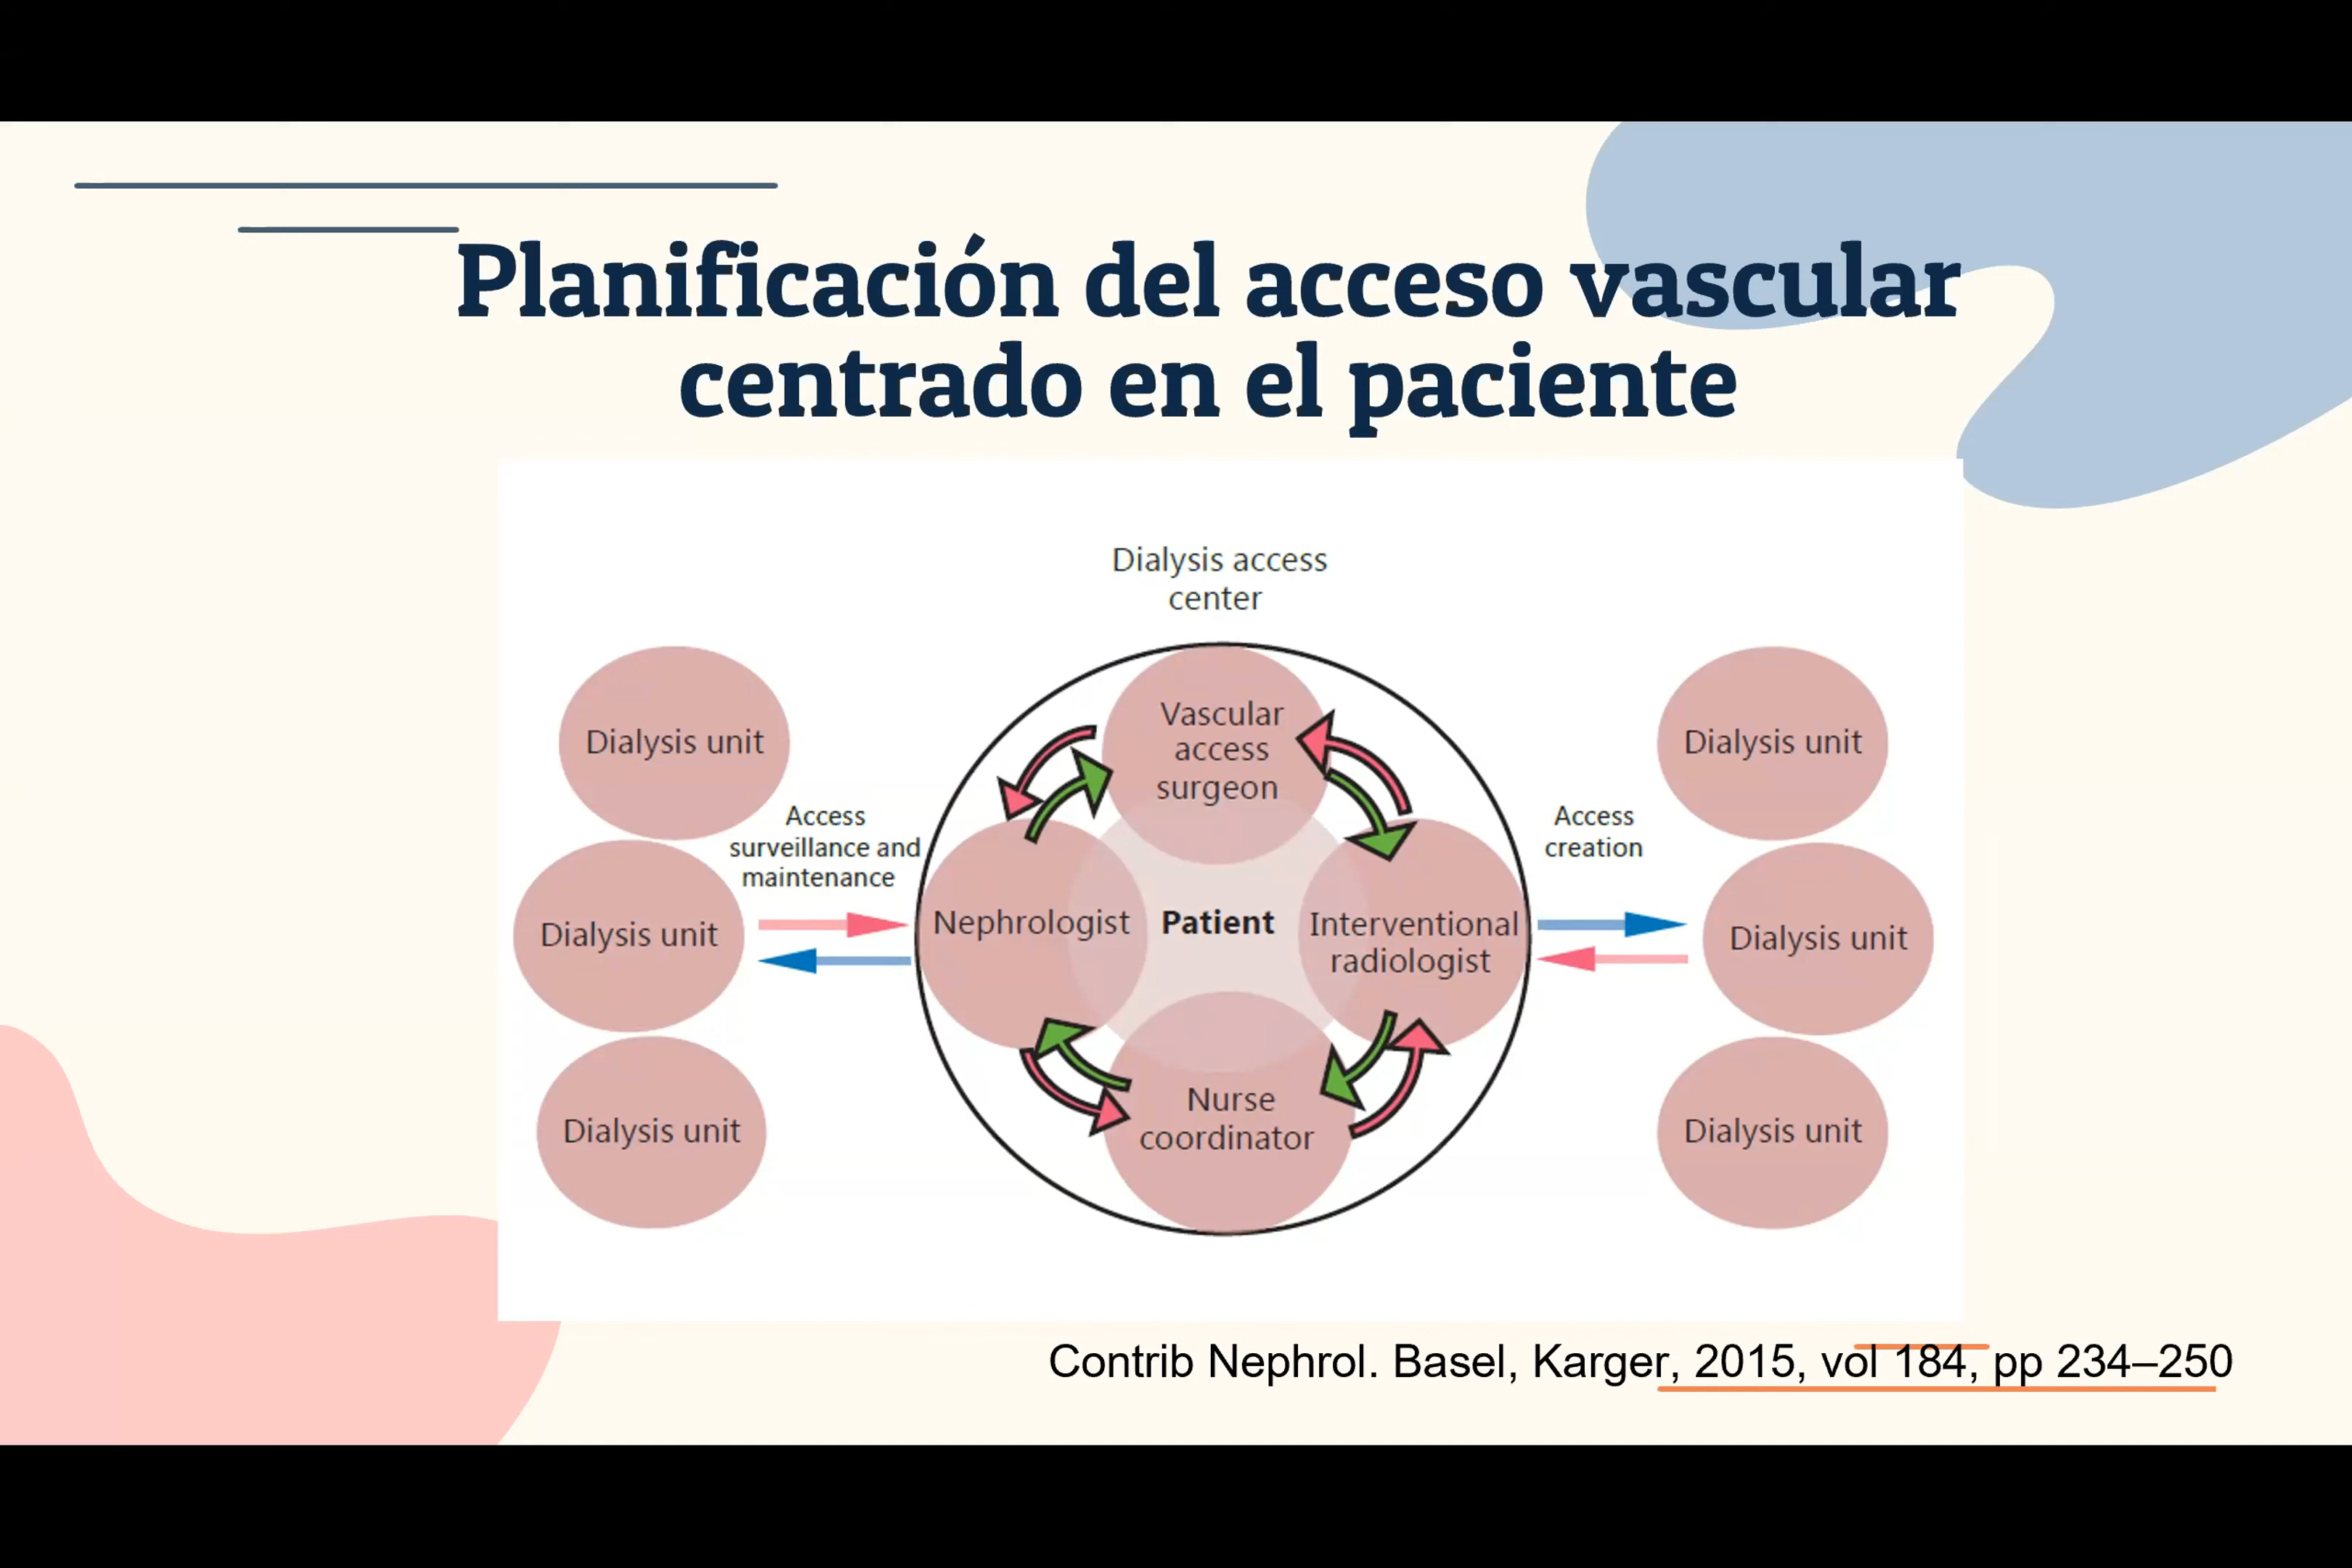 Planificación del acceso vascular
centrado en el paciente
Dialysis access
center
Dialysis unit
Dialysis unit
Dialysis unit
Access
surveillance and
maintenance
Vascular
access
surgeon
Nephrologist
Patient
Interventional
radiologist
Nurse
coordinator
Access
creation
Dialysis unit
Dialysis unit
Dialysis unit
Contrib Nephrol. Basel, Karger, 2015, vol 184, pp 234–250